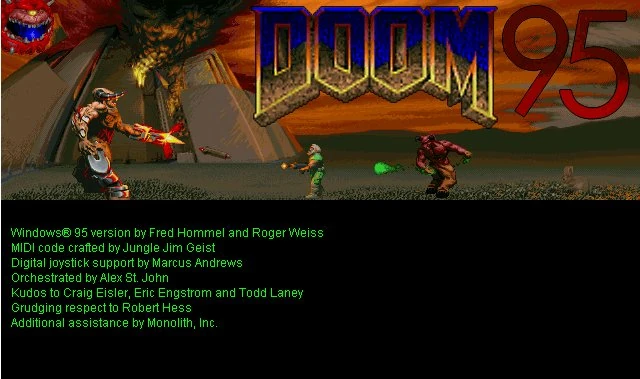 DOOM 95
Windows® 95 version by Fred Hommel and Roger Weiss
MIDI code crafted by Jungle Jim Geist
Digital joystick support by Marcus Andrews
Orchestrated by Alex St. John
Kudos to Craig Eisler, Eric Engstrom and Todd Laney
Grudging respect to Robert Hess
Additional assistance by Monolith, Inc.